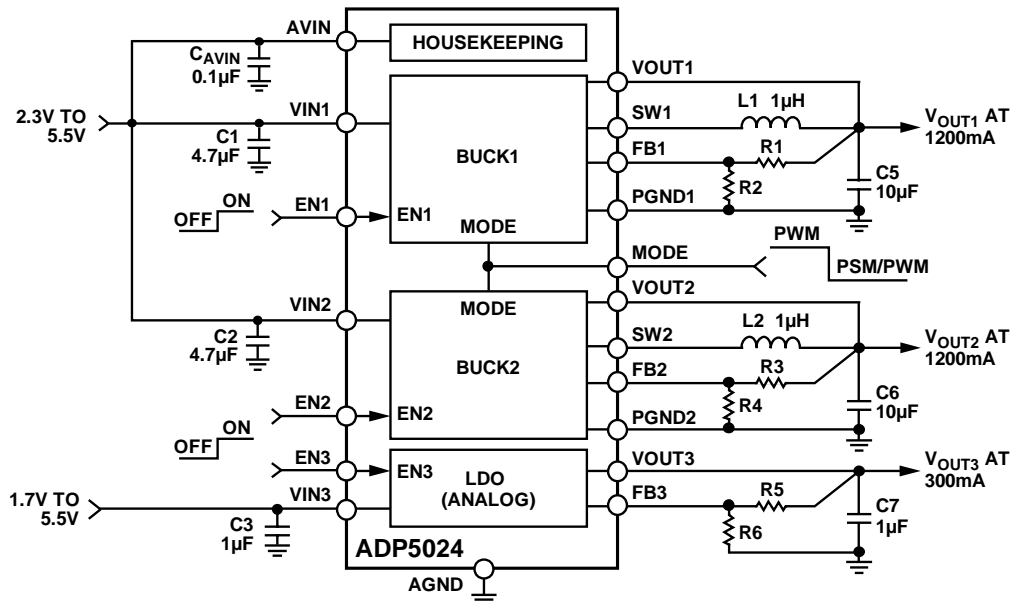 AVIN
HOUSEKEEPING
C_AVIN
0.1µF
VOUT1
L1 1µH
2.3V TO
5.5V
VIN1
SW1
V_OUT1 AT
1200mA
C1
4.7µF
BUCK1
FB1
R1
R2
C5
10µF
ON
OFF
EN1
EN1
PGND1
MODE
PWM
MODE
PSM/PWM
VIN2
MODE
VOUT2
L2 1µH
C2
4.7µF
SW2
V_OUT2 AT
1200mA
BUCK2
FB2
R3
R4
C6
10µF
EN2
EN2
PGND2
ON
OFF
EN3
EN3
LDO
(ANALOG)
VOUT3
V_OUT3 AT
300mA
1.7V TO
5.5V
VIN3
FB3
R5
R6
C7
1µF
C3
1µF
ADP5024
AGND